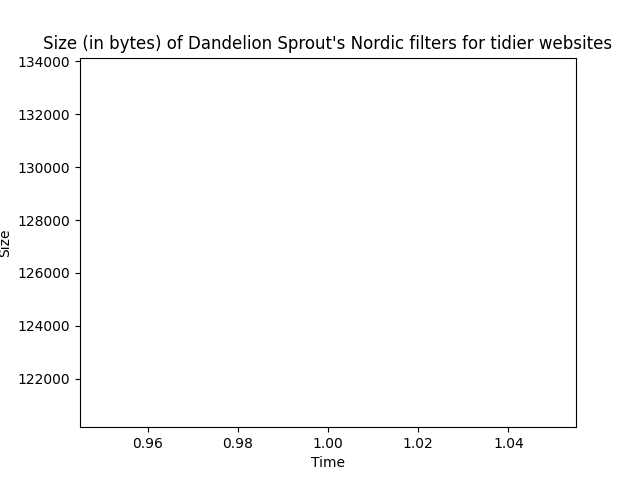 Size (in bytes) of Dandelion Sprout's Nordic filters for tidier websites
134000
132000
130000
128000
126000
124000
122000
Size
0.96 0.98 1.00 1.02 1.04
Time